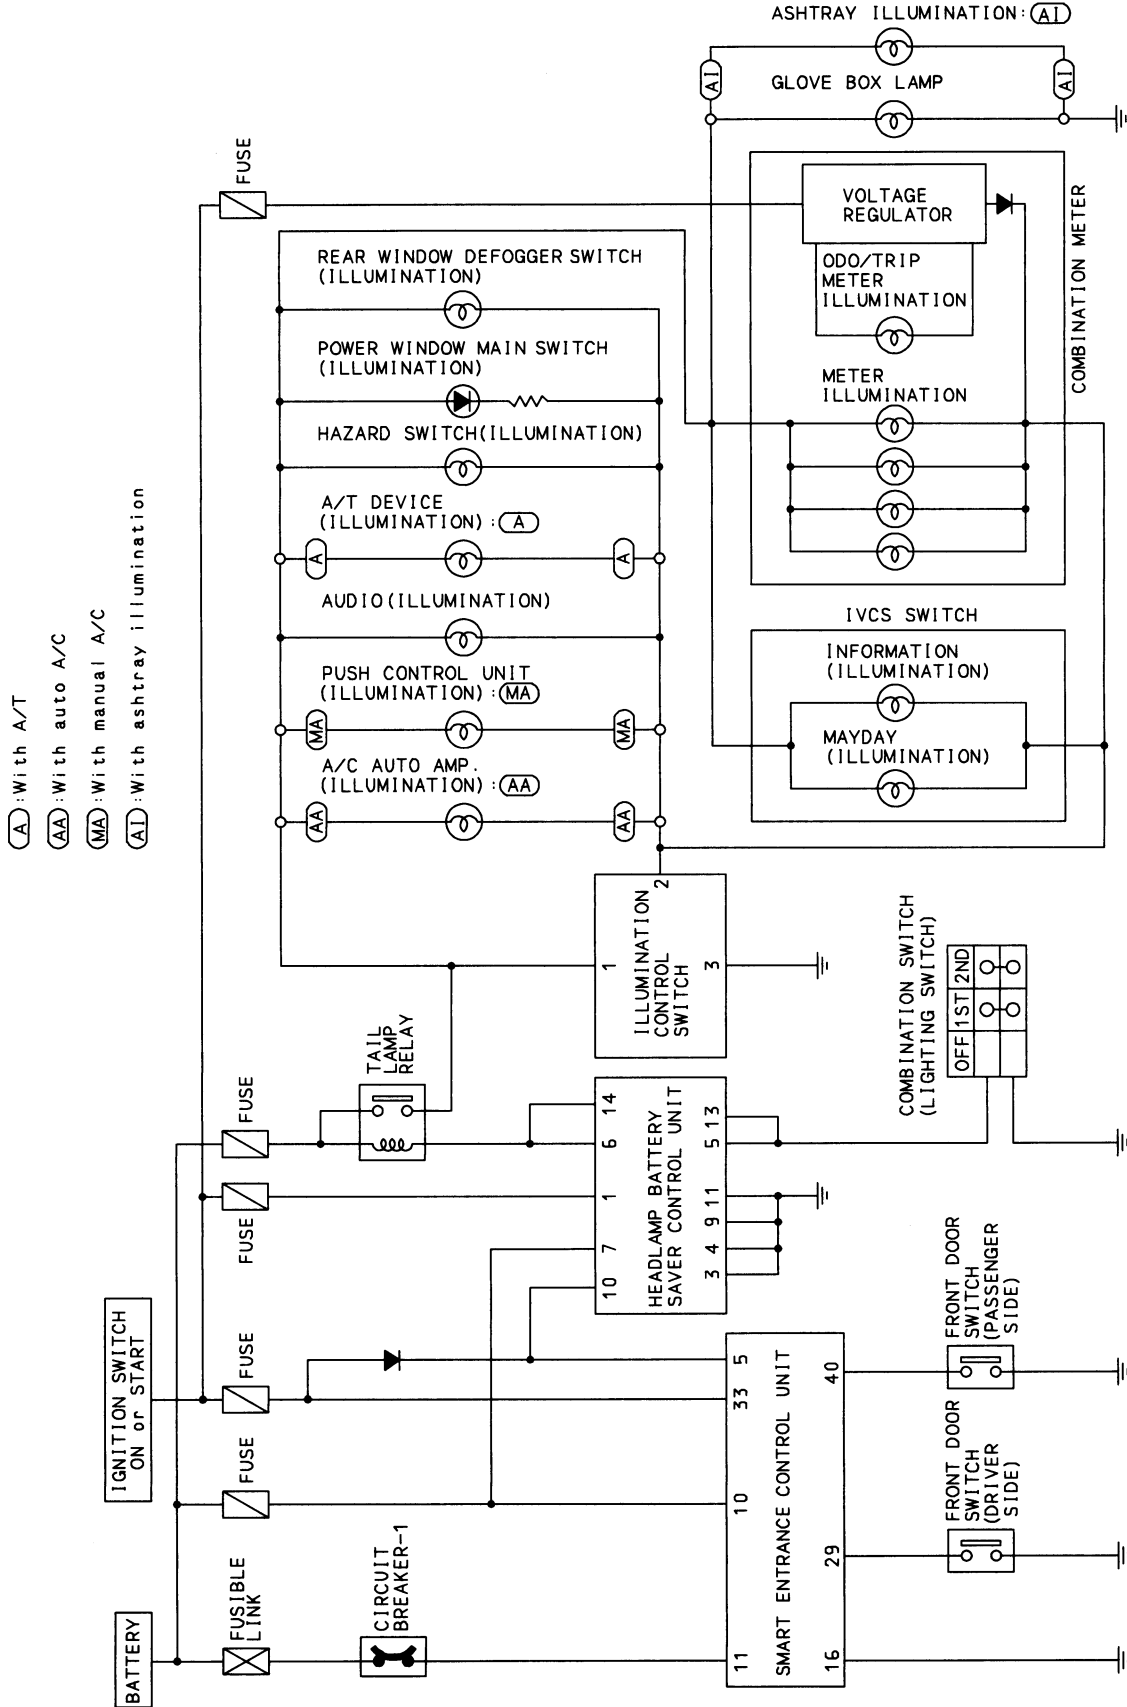 ASHTRAY ILLUMINATION:(AI)
AI
AI
GLOVE BOX LAMP
FUSE
VOLTAGE
REGULATOR
ODO/TRIP
METER
ILLUMINATION
METER
ILLUMINATION
COMBINATION METER
REAR WINDOW DEFOGGER SWITCH
(ILLUMINATION)
POWER WINDOW MAIN SWITCH
(ILLUMINATION)
HAZARD SWITCH(ILLUMINATION)
A/T DEVICE
(ILLUMINATION):(A)
A
A
AUDIO(ILLUMINATION)
PUSH CONTROL UNIT
(ILLUMINATION):(MA)
MA
MA
A/C AUTO AMP.
(ILLUMINATION):(AA)
AA
AA
IVCS SWITCH
INFORMATION
(ILLUMINATION)
MAYDAY
(ILLUMINATION)
(A):With A/T
(AA):With auto A/C
(MA):With manual A/C
(AI):With ashtray illumination
1
2
3
ILLUMINATION
CONTROL
SWITCH
TAIL
LAMP
RELAY
FUSE
FUSE
14
6
1
7
10
HEADLAMP BATTERY
SAVER CONTROL UNIT
13
5
11
9
4
3
COMBINATION SWITCH
(LIGHTING SWITCH)
OFF 1ST 2ND
IGNITION SWITCH
ON or START
FUSE
FUSE
5
33
10
11
SMART ENTRANCE CONTROL UNIT
40
29
16
FRONT DOOR
SWITCH
(PASSENGER
SIDE)
FRONT DOOR
SWITCH
(DRIVER
SIDE)
BATTERY
FUSIBLE
LINK
CIRCUIT
BREAKER-1